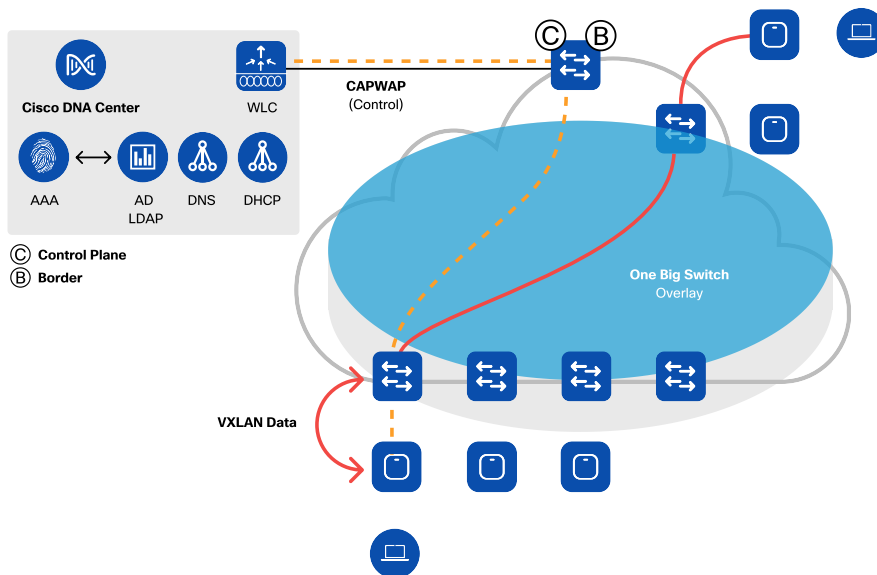 C
B
CAPWAP
(Control)
Cisco DNA Center
WLC
AAA
AD
LDAP
DNS
DHCP
C Control Plane
B Border
One Big Switch
Overlay
VXLAN Data